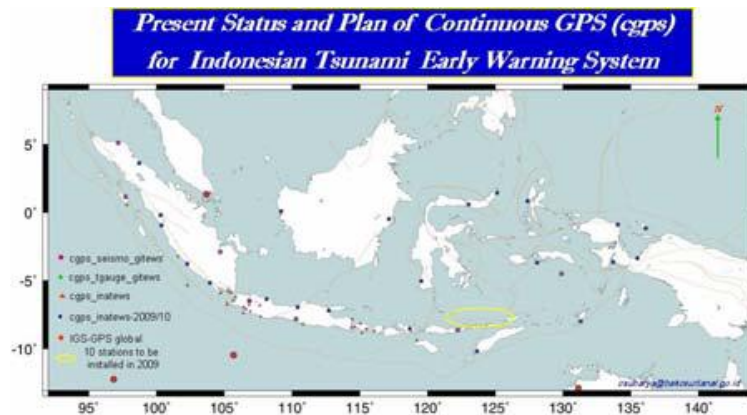 Present Status and Plan of Continuous GPS (cgps)
for Indonesian Tsunami Early Warning System
N
5°
0°
-5°
-10°
cgps_seismo_gitews
cgps_tgauge_gitews
cgps_inatews
cgps_inatews-2009/10
IGS-GPS global
10 stations to be
installed in 2009
95° 100° 105° 110° 115° 120° 125° 130° 135° 140°